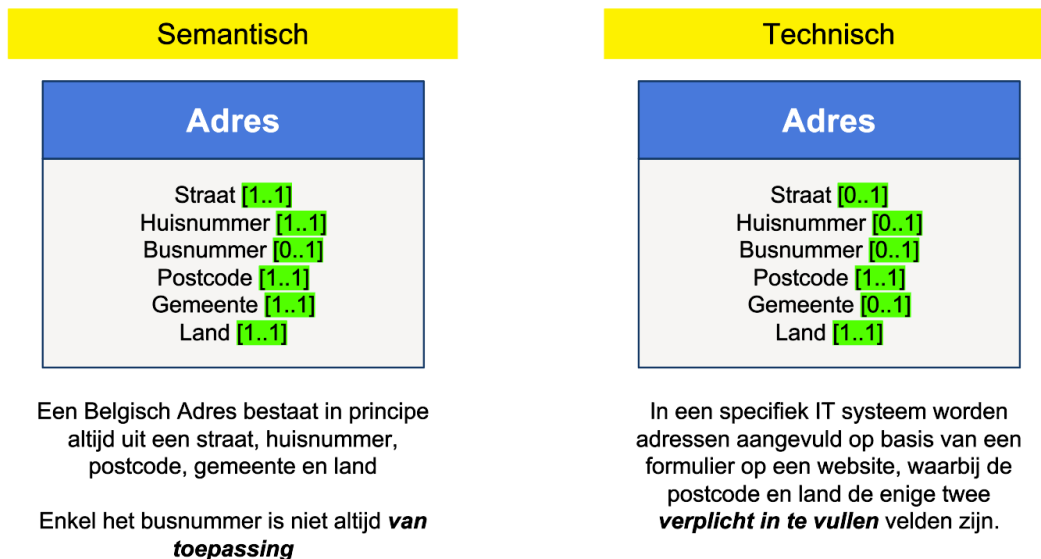 Semantisch
Adres
Straat [1..1]
Huisnummer [1..1]
Busnummer [0..1]
Postcode [1..1]
Gemeente [1..1]
Land [1..1]
Een Belgisch Adres bestaat in principe
altijd uit een straat, huisnummer,
postcode, gemeente en land
Enkel het busnummer is niet altijd van
toepassing
Technisch
Adres
Straat [0..1]
Huisnummer [0..1]
Busnummer [0..1]
Postcode [1..1]
Gemeente [0..1]
Land [1..1]
In een specifiek IT systeem worden
adressen aangevuld op basis van een
formulier op een website, waarbij de
postcode en land de enige twee
verplicht in te vullen velden zijn.